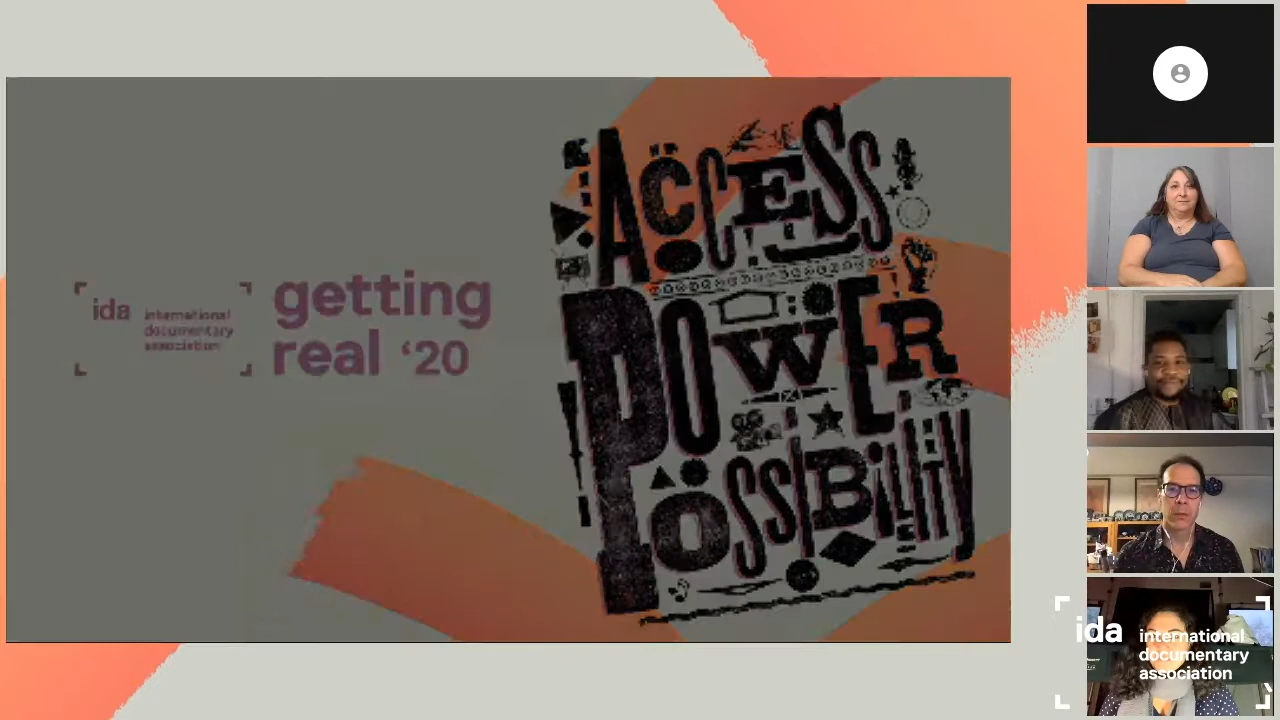 ida
international
documentary
association
getting
real ‘20
ACCESS
POWER
POSSIBILITY
ida
international
documentary
association